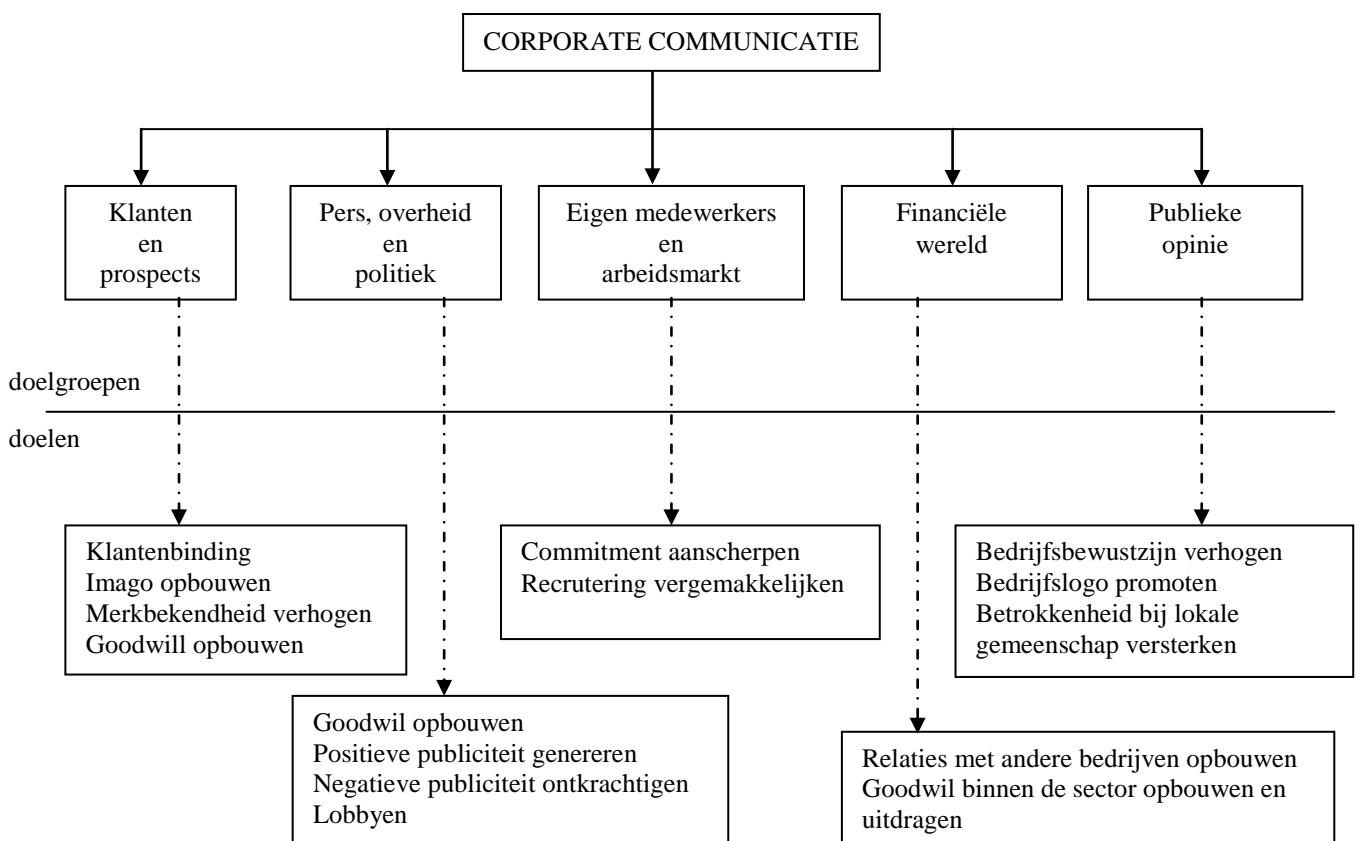 CORPORATE COMMUNICATIE
Klanten
en
prospects
Pers, overheid
en
politiek
Eigen medewerkers
en
arbeidsmarkt
Financiële
wereld
Publieke
opinie
doelgroepen
doelen
Klantenbinding
Imago opbouwen
Merkbekendheid verhogen
Goodwill opbouwen
Commitment aanscherpen
Recrutering vergemakkelijken
Bedrijfsbewustzijn verhogen
Bedrijfslogo promoten
Betrokkenheid bij lokale
gemeenschap versterken
Goodwil opbouwen
Positieve publiciteit genereren
Negatieve publiciteit ontkrachtigen
Lobbyen
Relaties met andere bedrijven opbouwen
Goodwil binnen de sector opbouwen en
uitdragen